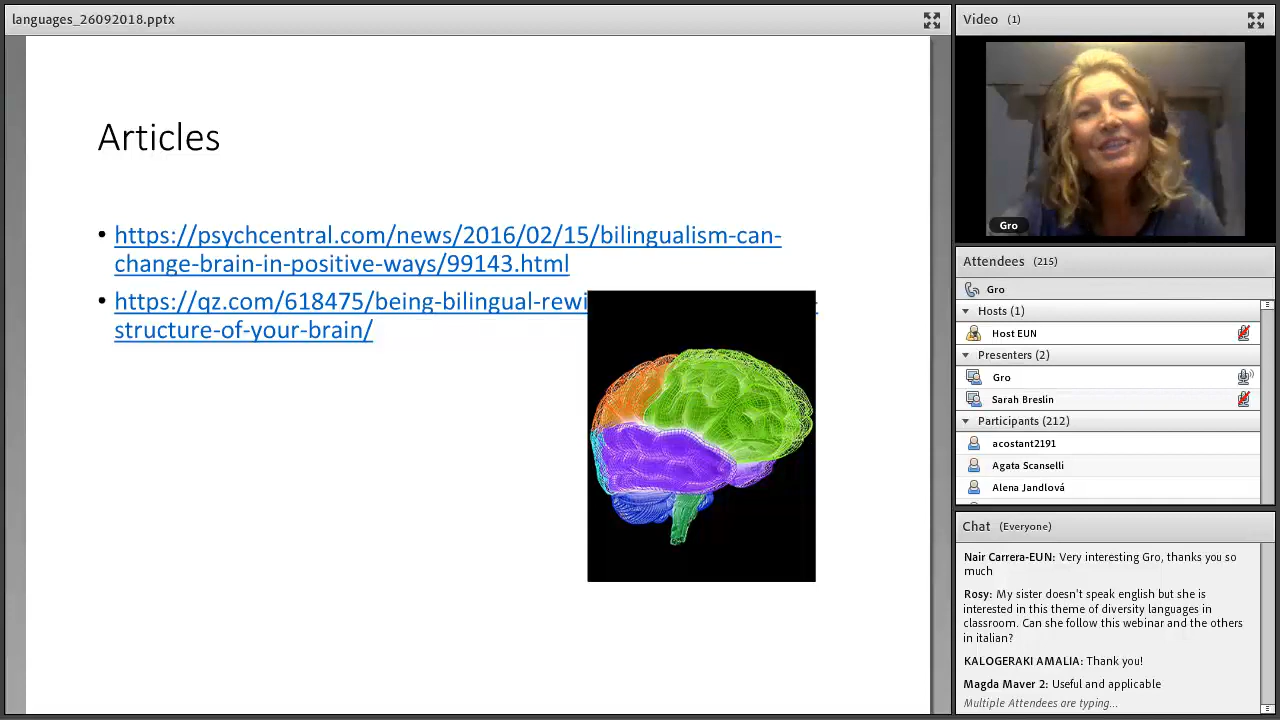 languages_26092018.pptx
Articles
• https://psychcentral.com/news/2016/02/15/bilingualism-can-
change-brain-in-positive-ways/99143.html
• https://qz.com/618475/being-bilingual-rewi
structure-of-your-brain/
Video (1)
Gro
Attendees (215)
Gro
Hosts (1)
Host EUN
Presenters (2)
Gro
Sarah Breslin
Participants (212)
acostant2191
Agata Scanselli
Alena Jandlová
Chat (Everyone)
Nair Carrera-EUN: Very interesting Gro, thanks you so
much
Rosy: My sister doesn't speak english but she is
interested in this theme of diversity languages in
classroom. Can she follow this webinar and the others
in italian?
KALOGERAKI AMALIA: Thank you!
Magda Maver 2: Useful and applicable
Multiple Attendees are typing...